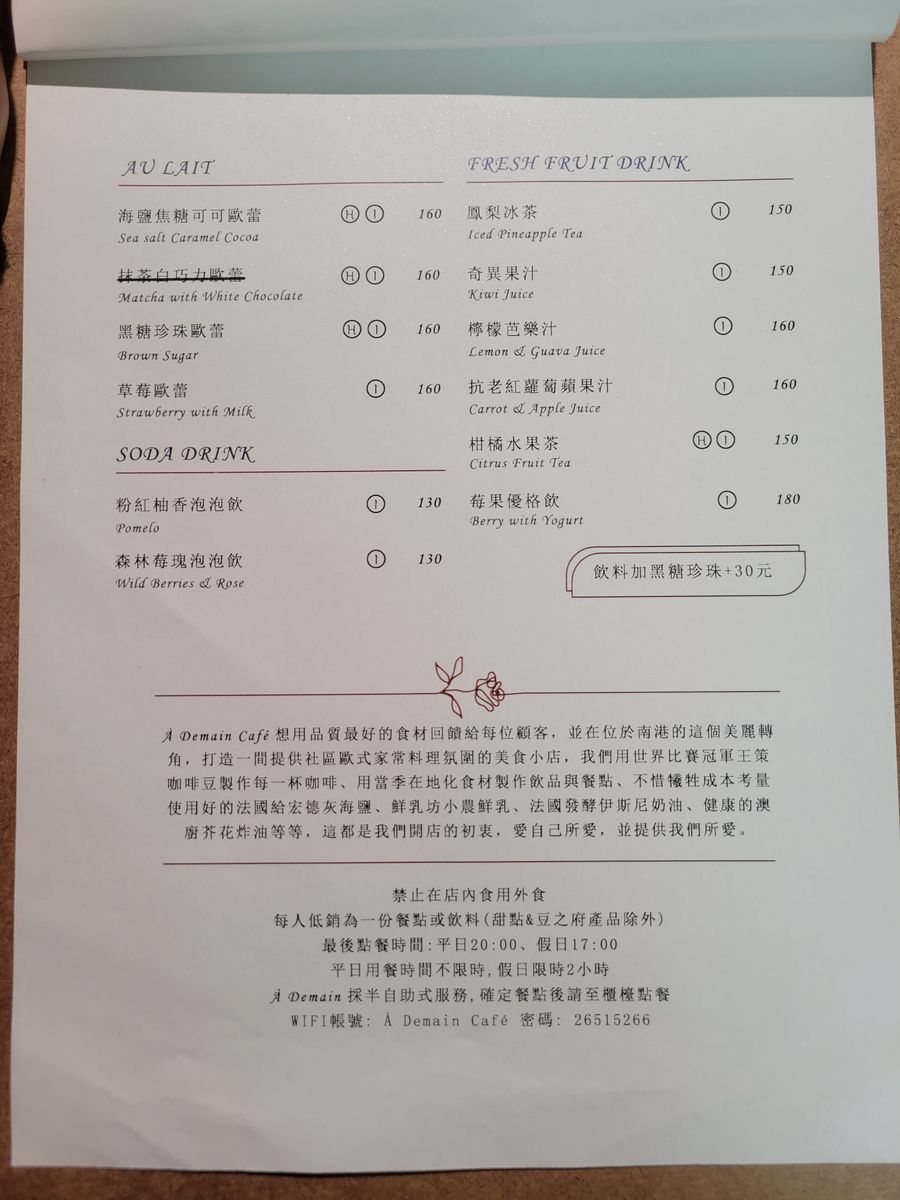 AU LAIT
海鹽焦糖可可歐蕾 H I 160
Sea salt Caramel Cocoa
抹茶白巧力歐蕾 H I 160
Matcha with White Chocolate
黑糖珍珠歐蕾 H I 160
Brown Sugar
草莓歐蕾 I 160
Strawberry with Milk
SODA DRINK
粉紅柚香泡泡飲 I 130
Pomelo
森林莓瑰泡泡飲 I 130
Wild Berries & Rose
FRESH FRUIT DRINK
鳳梨冰茶 I 150
Iced Pineapple Tea
奇異果汁 I 150
Kiwi Juice
檸檬芭樂汁 I 160
Lemon & Guava Juice
抗老紅蘿蔔蘋果汁 I 160
Carrot & Apple Juice
柑橘水果茶 H I 150
Citrus Fruit Tea
莓果優格飲 I 180
Berry with Yogurt
飲料加黑糖珍珠+30元
À Demain Café 想用品質最好的食材回饋給每位顧客，並在位於南港的這個美麗轉
角，打造一間提供社區歐式家常料理氛圍的美食小店，我們用世界比賽冠軍王策
咖啡豆製作每一杯咖啡、用當季在地化食材製作飲品與餐點、不惜犧牲成本考量
使用好的法國給宏德灰海鹽、鮮乳坊小農鮮乳、法國發酵伊斯尼奶油、健康的澳
廚芥花炸油等等，這都是我們開店的初衷，愛自己所愛，並提供我們所愛。
禁止在店內食用外食
每人低銷為一份餐點或飲料(甜點&豆之府產品除外)
最後點餐時間:平日20:00、假日17:00
平日用餐時間不限時,假日限時2小時
À Demain 採半自助式服務,確定餐點後請至櫃檯點餐
WIFI帳號: À Demain Café 密碼: 26515266